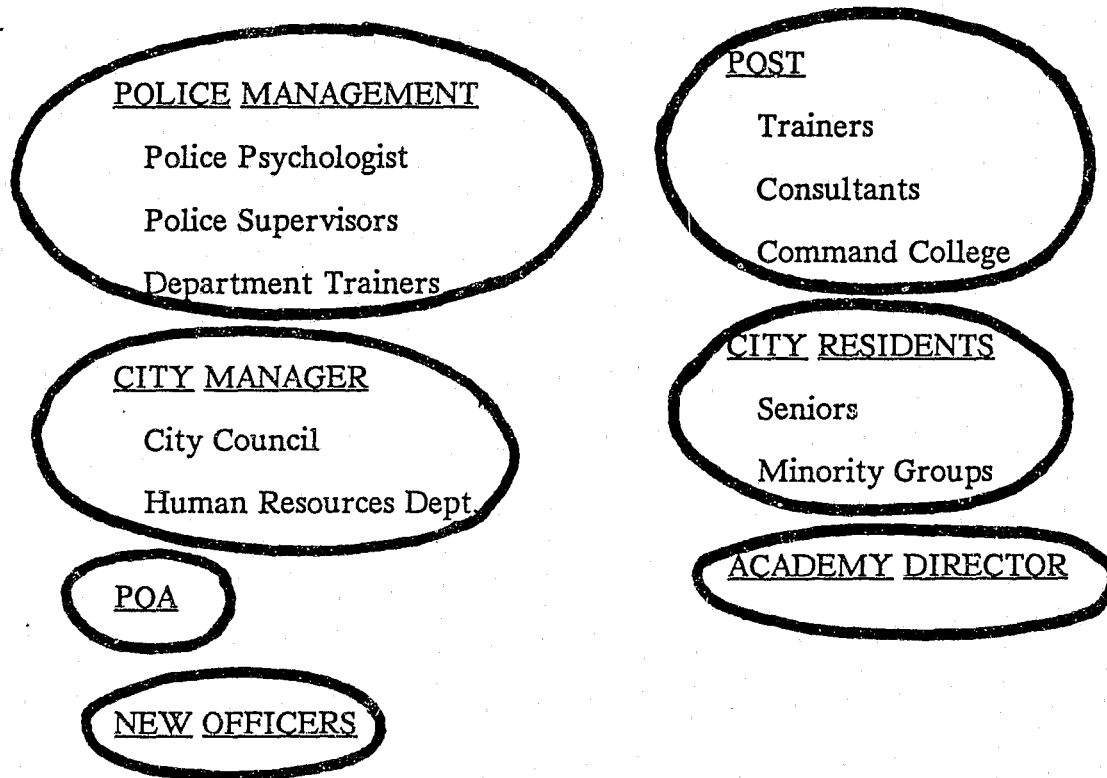 POLICE MANAGEMENT
Police Psychologist
Police Supervisors
Department Trainers
CITY MANAGER
City Council
Human Resources Dept.
POA
NEW OFFICERS
POST
Trainers
Consultants
Command College
CITY RESIDENTS
Seniors
Minority Groups
ACADEMY DIRECTOR